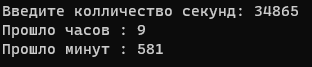 Введите колличество секунд: 34865
Прошло часов : 9
Прошло минут : 581